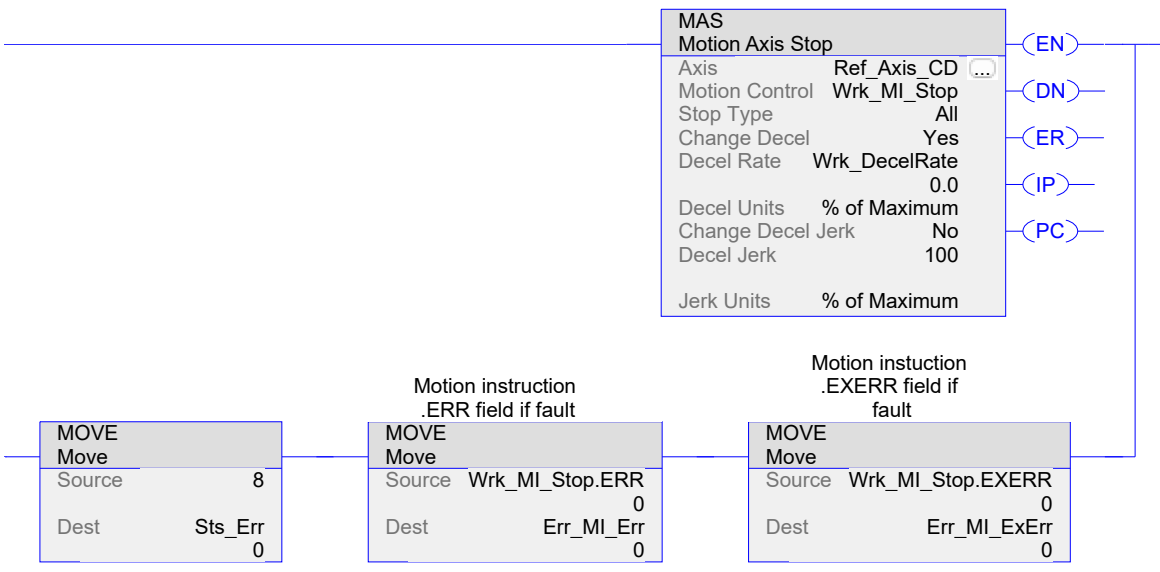 MAS
Motion Axis Stop
Axis Ref_Axis_CD ...
Motion Control Wrk_MI_Stop
Stop Type All
Change Decel Yes
Decel Rate Wrk_DecelRate
0.0
Decel Units % of Maximum
Change Decel Jerk No
Decel Jerk 100
Jerk Units % of Maximum
EN
DN
ER
IP
PC
Motion instruction
.ERR field if fault
Motion instuction
.EXERR field if
fault
MOVE
Move
Source 8
Dest Sts_Err
0
MOVE
Move
Source Wrk_MI_Stop.ERR
0
Dest Err_MI_Err
0
MOVE
Move
Source Wrk_MI_Stop.EXERR
0
Dest Err_MI_ExErr
0